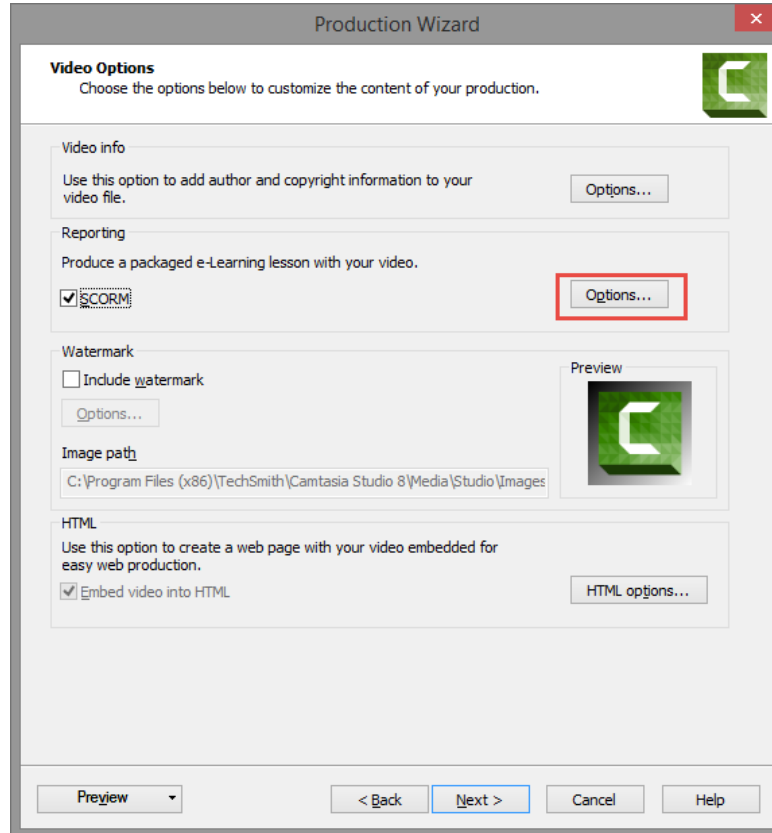 Production Wizard
Video Options
Choose the options below to customize the content of your production.
Video info
Use this option to add author and copyright information to your
video file.
Options...
Reporting
Produce a packaged e-Learning lesson with your video.
SCORM
Options...
Watermark
Include watermark
Options...
Preview
Image path
C:\Program Files (x86)\TechSmith\Camtasia Studio 8\Media\Studio\Images
HTML
Use this option to create a web page with your video embedded for
easy web production.
Embed video into HTML
HTML options...
Preview
< Back
Next >
Cancel
Help